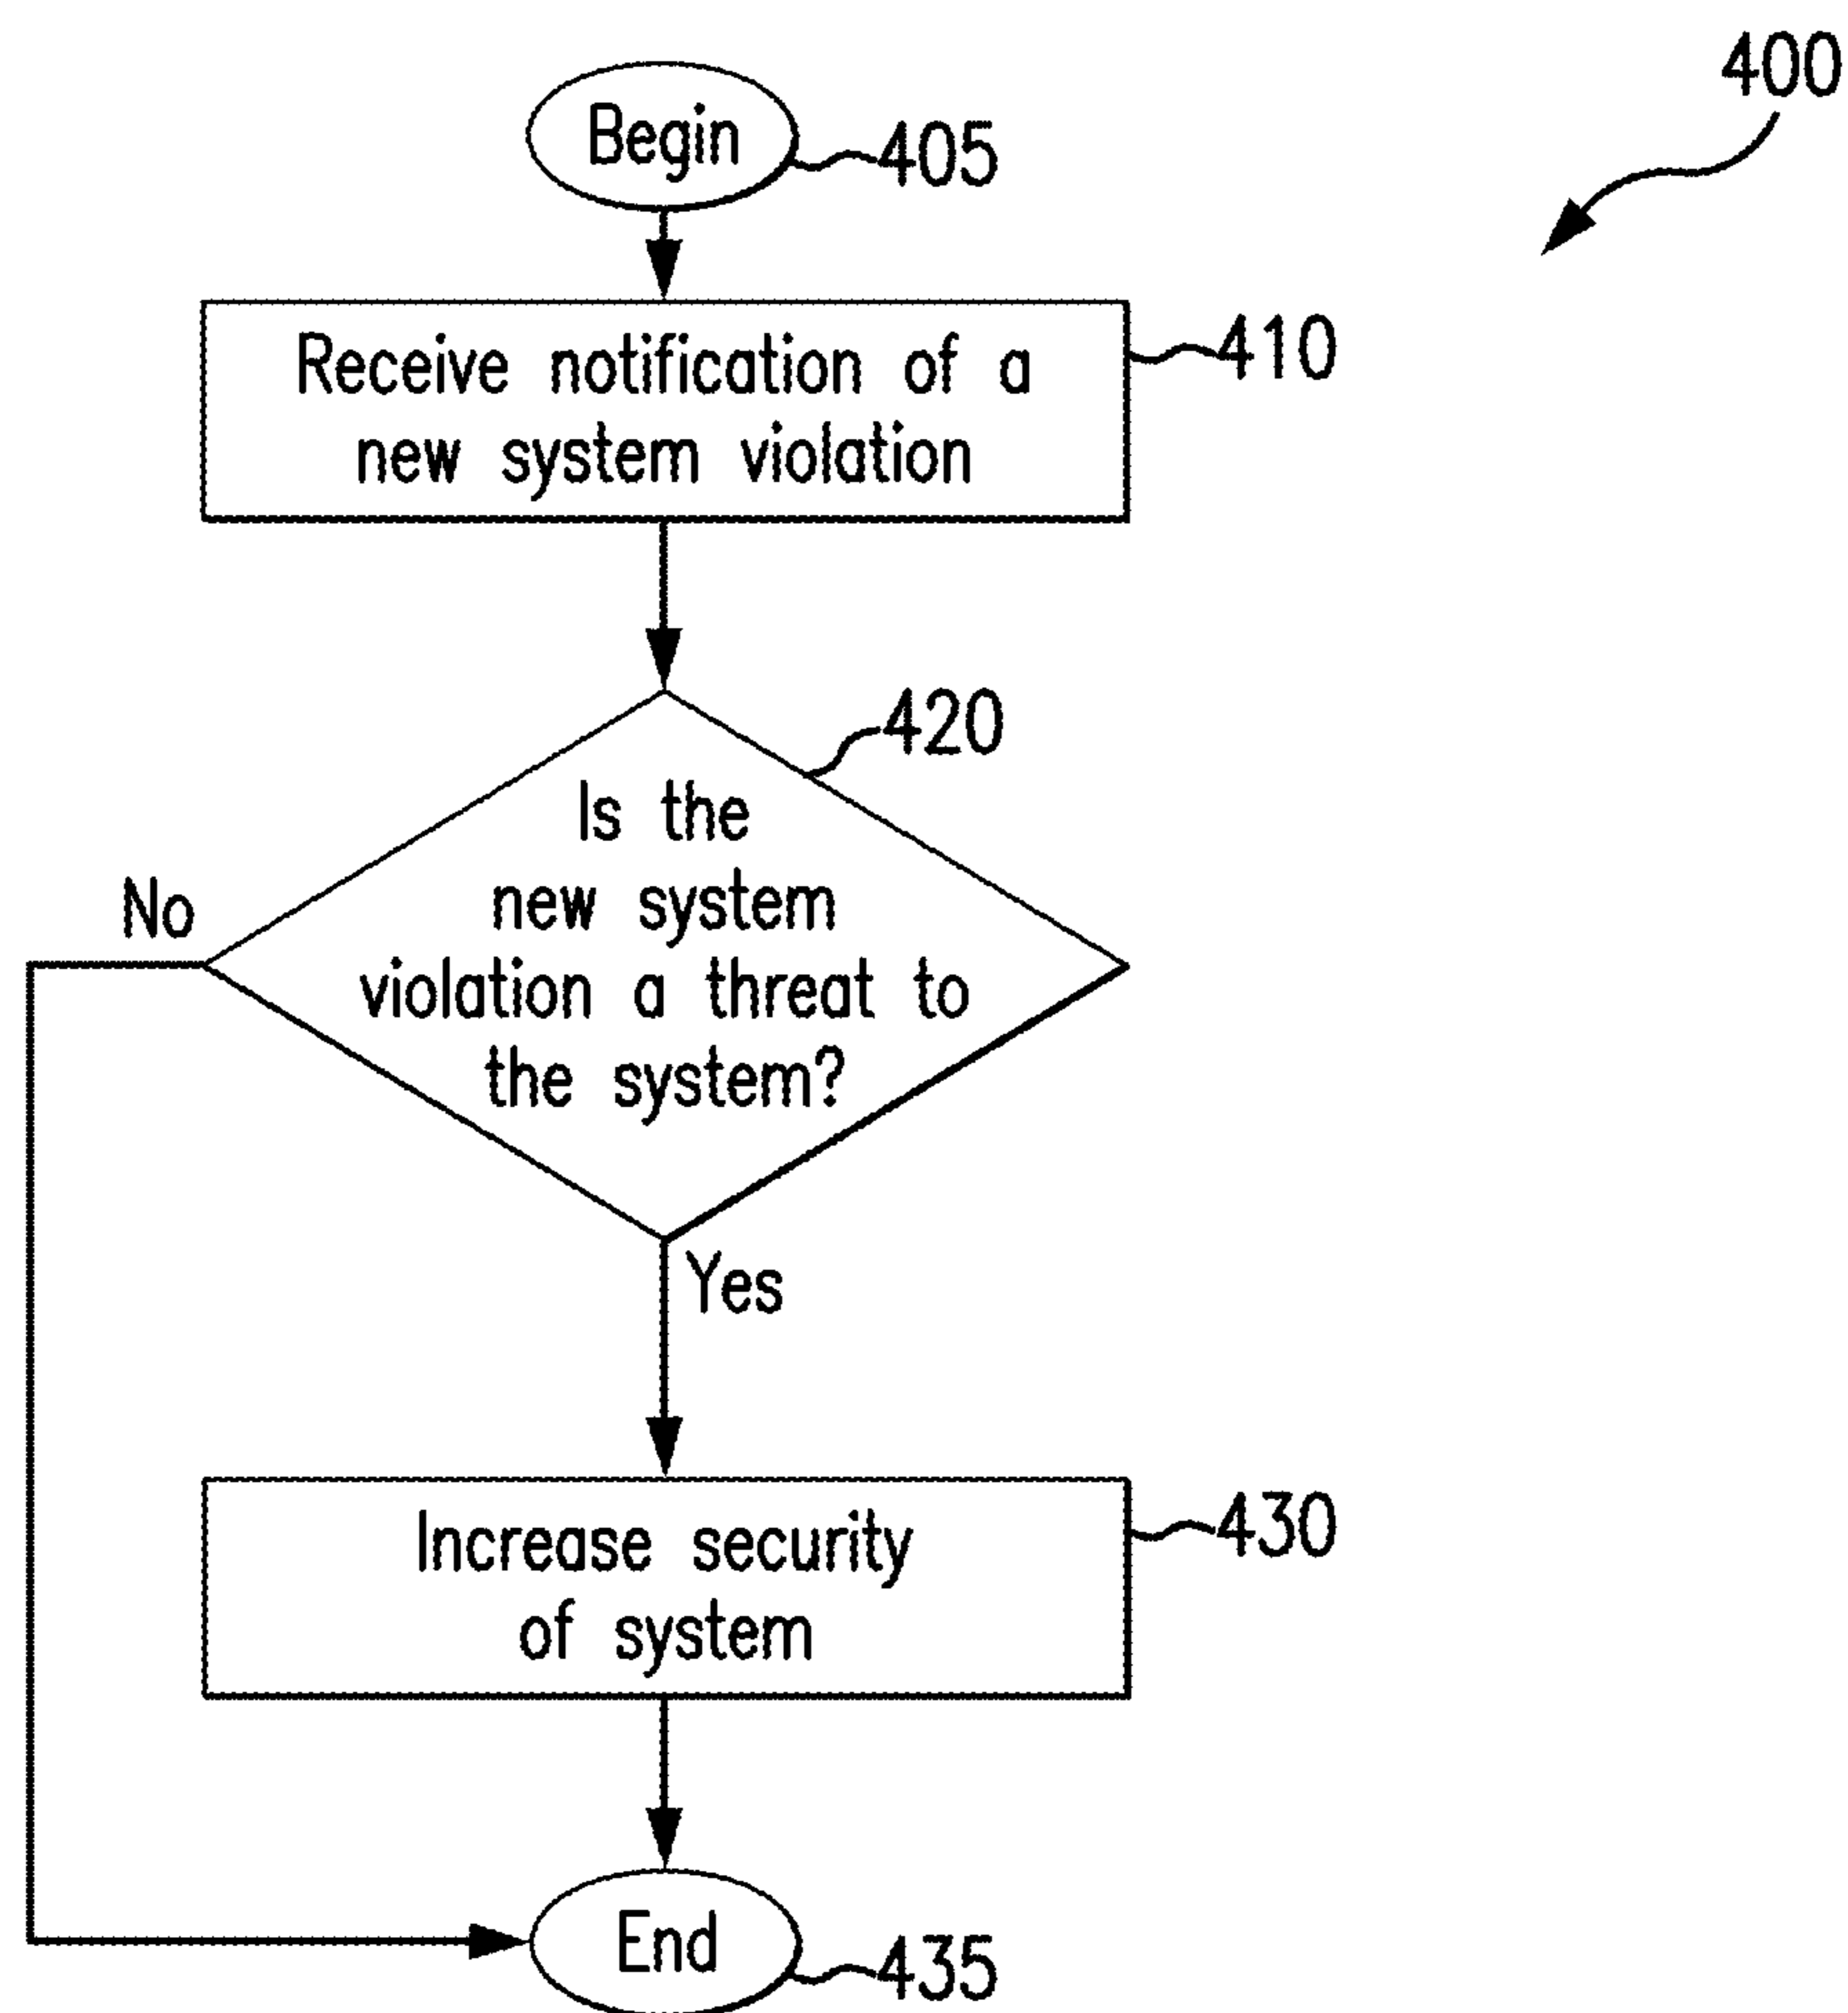 400
Begin
405
Receive notification of a
new system violation
410
420
Is the
new system
violation a threat to
the system?
No
Yes
Increase security
of system
430
End
435